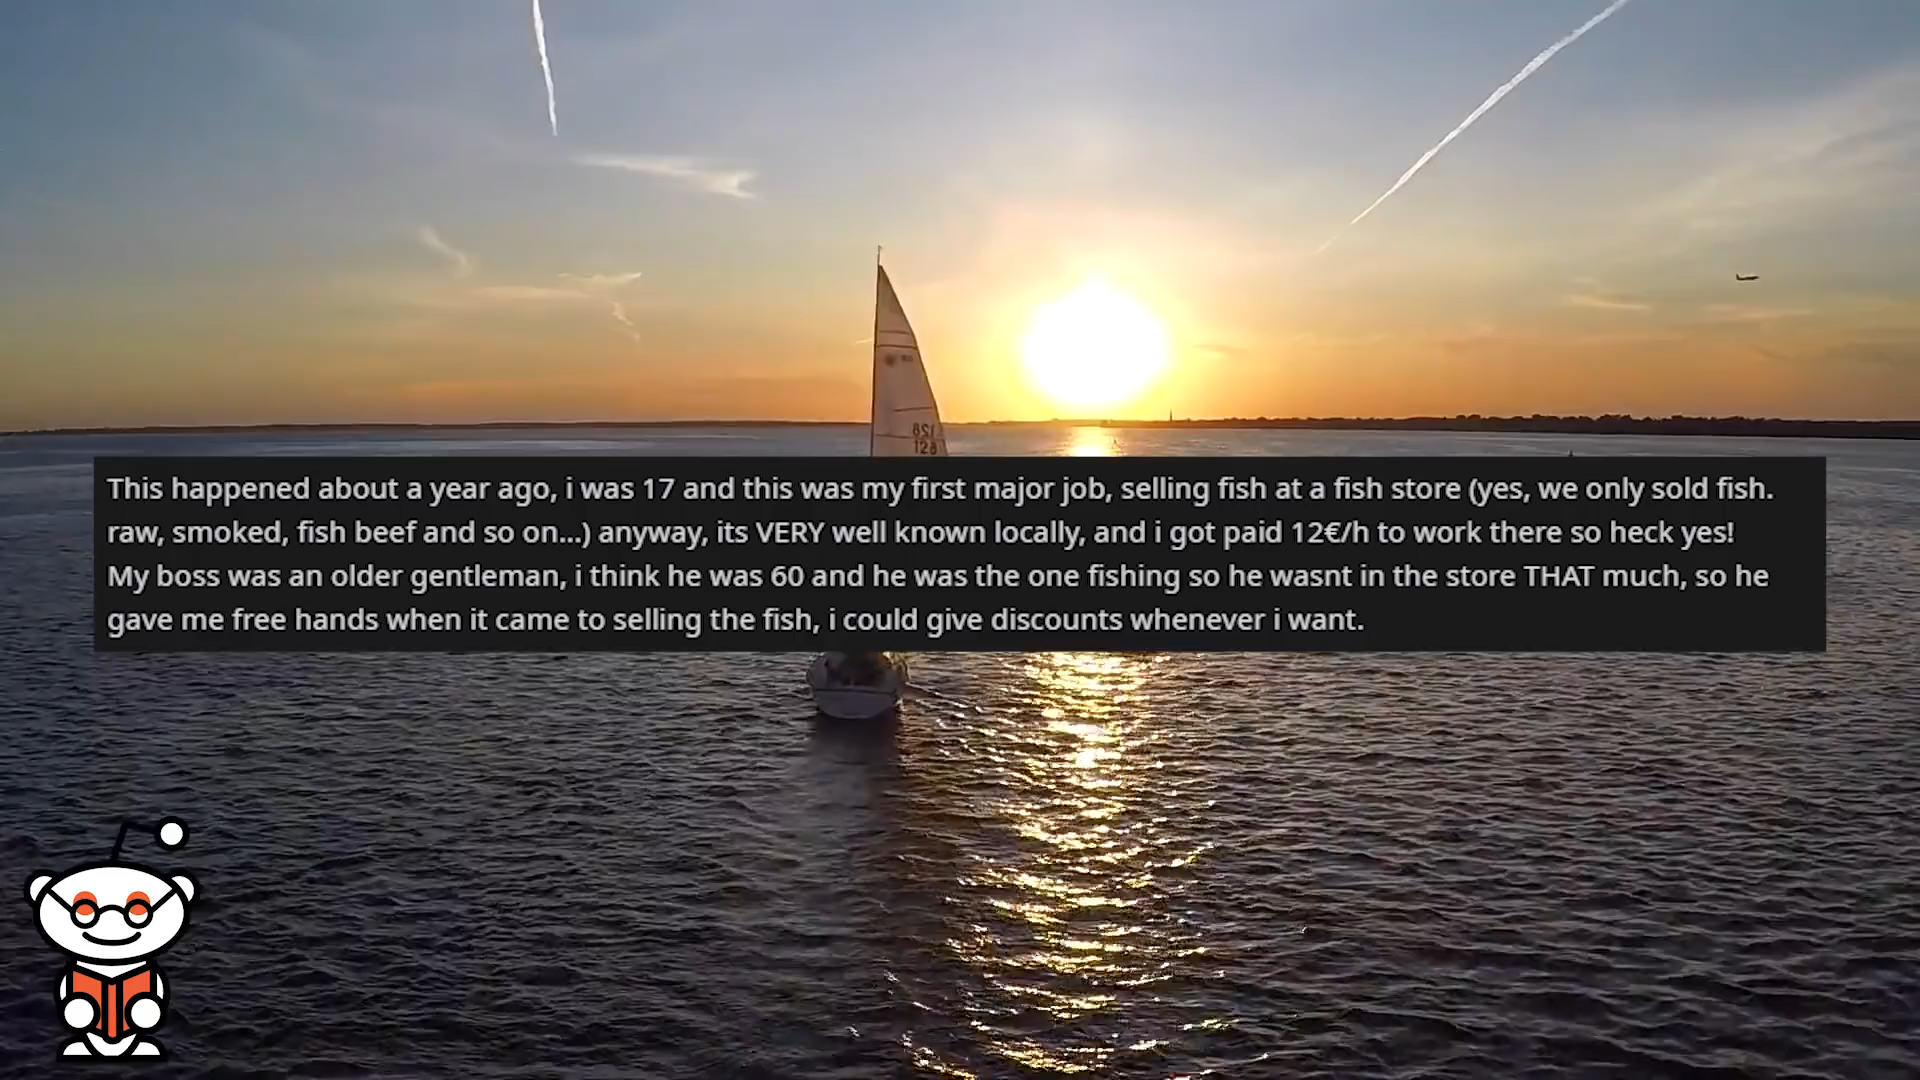 821
128
This happened about a year ago, i was 17 and this was my first major job, selling fish at a fish store (yes, we only sold fish.
raw, smoked, fish beef and so on...) anyway, its VERY well known locally, and i got paid 12€/h to work there so heck yes!
My boss was an older gentleman, i think he was 60 and he was the one fishing so he wasnt in the store THAT much, so he
gave me free hands when it came to selling the fish, i could give discounts whenever i want.